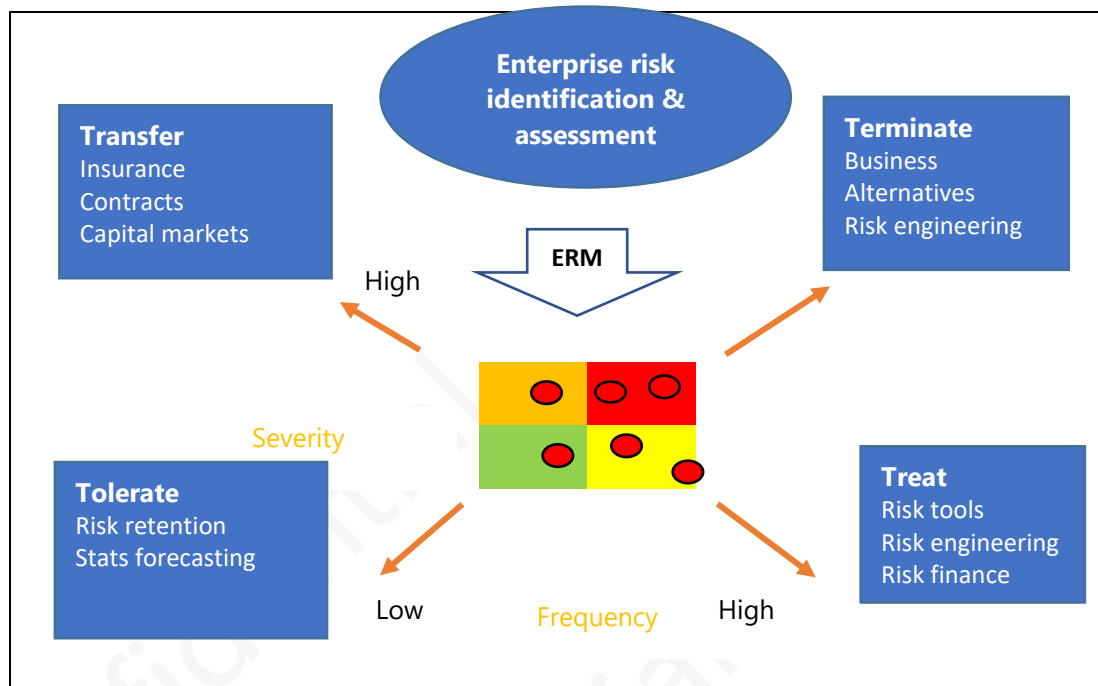 Enterprise risk
identification &
assessment
Transfer
Insurance
Contracts
Capital markets
Terminate
Business
Alternatives
Risk engineering
ERM
High
Severity
Tolerate
Risk retention
Stats forecasting
Treat
Risk tools
Risk engineering
Risk finance
Low
Frequency
High